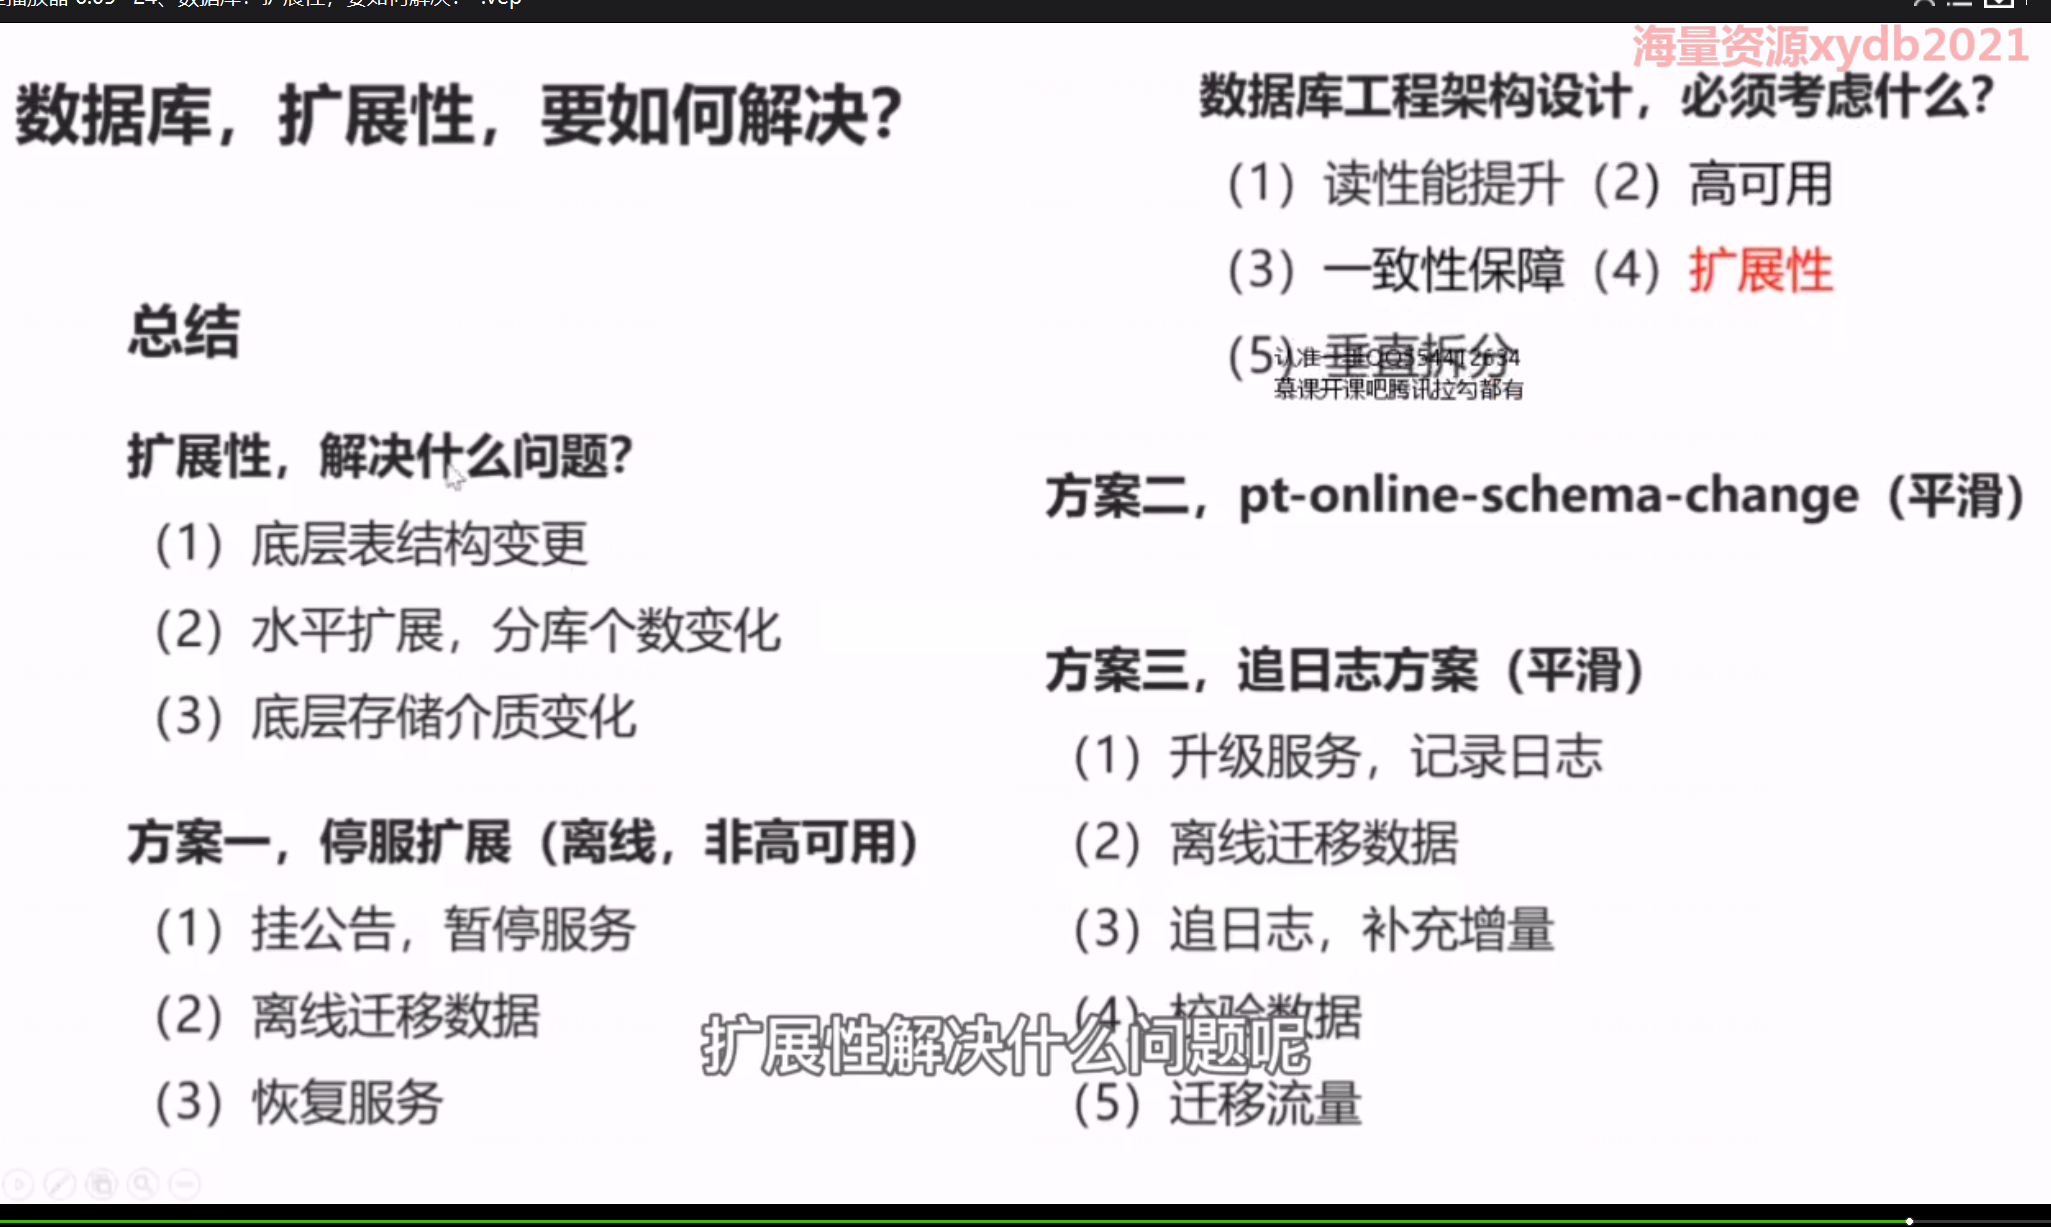 海量资源xydb2021
数据库，扩展性，要如何解决？
总结
扩展性，解决什么问题？
（1）底层表结构变更
（2）水平扩展，分库个数变化
（3）底层存储介质变化
方案一，停服扩展（离线，非高可用）
（1）挂公告，暂停服务
（2）离线迁移数据
（3）恢复服务
数据库工程架构设计，必须考虑什么？
（1）读性能提升（2）高可用
（3）一致性保障（4）扩展性
（5）垂直拆分
慕课开课吧腾讯拉勾都有
方案二，pt-online-schema-change（平滑）
方案三，追日志方案（平滑）
（1）升级服务，记录日志
（2）离线迁移数据
（3）追日志，补充增量
（4）校验数据
（5）迁移流量
扩展性解决什么问题呢